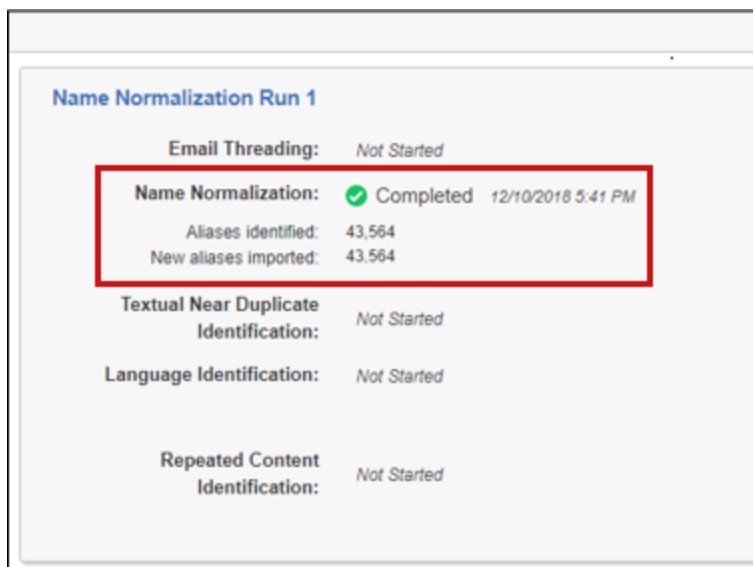 Name Normalization Run 1
Email Threading: Not Started
Name Normalization: Completed 12/10/2018 5:41 PM
Aliases identified: 43,564
New aliases imported: 43.564
Textual Near Duplicate
Identification: Not Started
Language Identification: Not Started
Repeated Content
Identification: Not Started